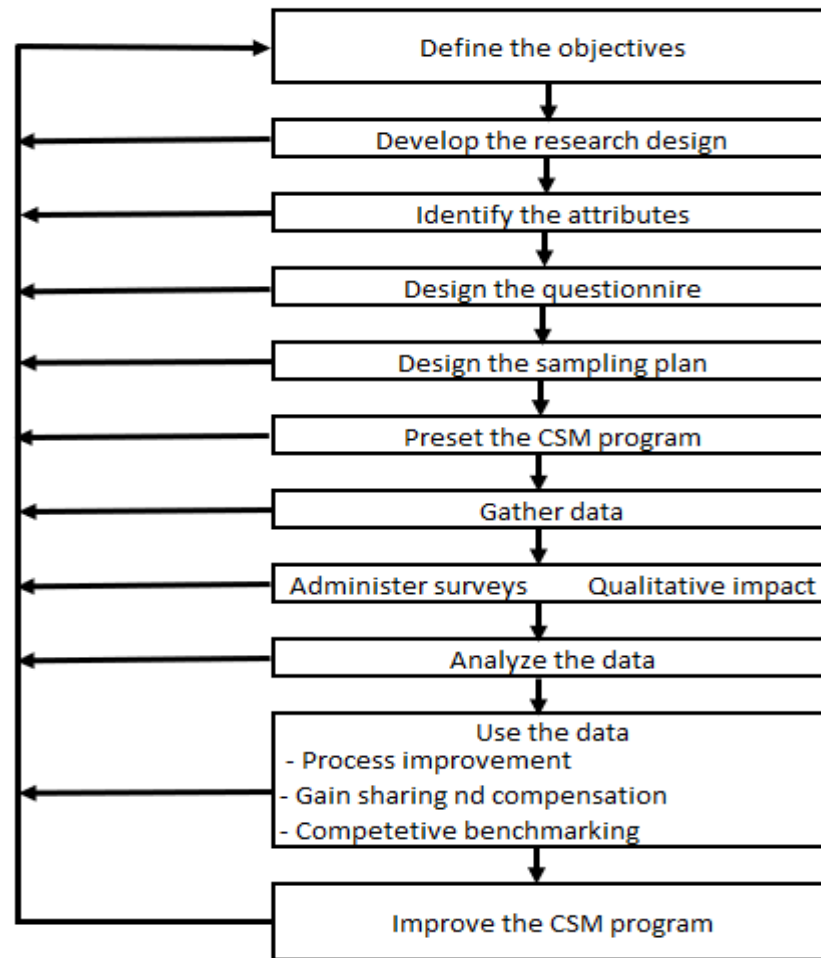 Define the objectives
Develop the research design
Identify the attributes
Design the questionnire
Design the sampling plan
Preset the CSM program
Gather data
Administer surveys Qualitative impact
Analyze the data
Use the data
- Process improvement
- Gain sharing nd compensation
- Competetive benchmarking
Improve the CSM program